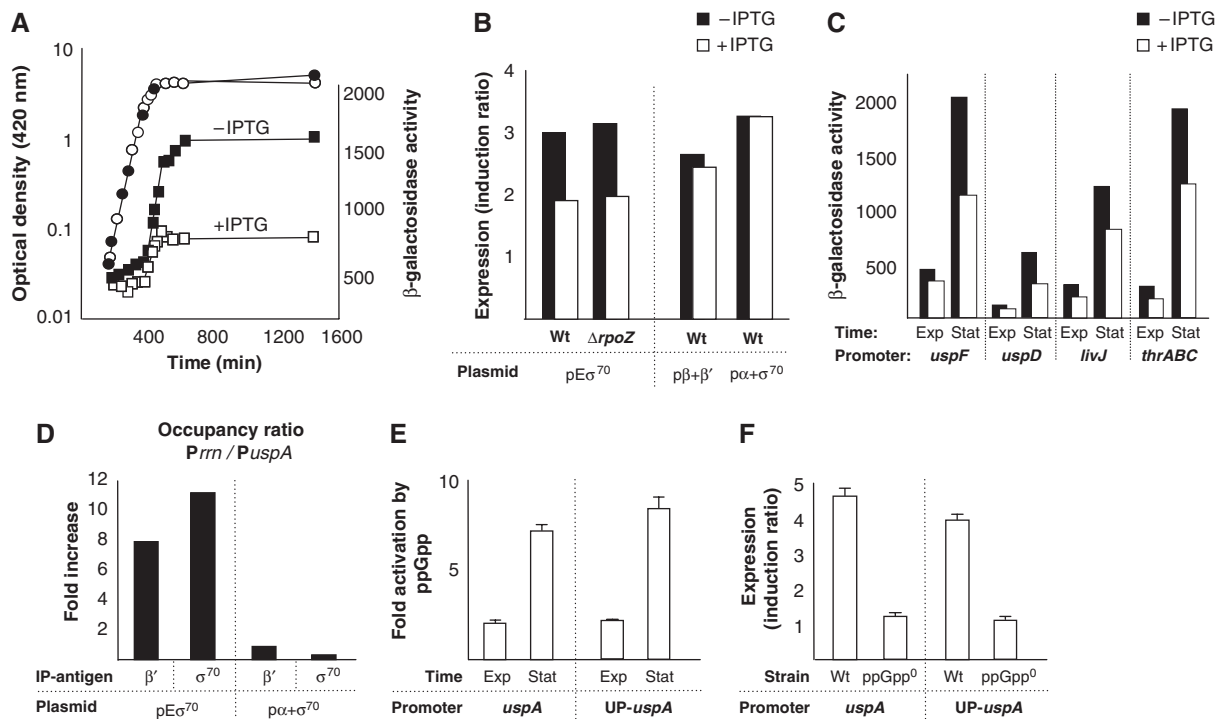 A
10
1
0.1
0.01
Optical density (420 nm)
400
800
1200
1600
Time (min)
2000
1500
1000
500
β-galactosidase activity
–IPTG
+IPTG
B
–IPTG
+IPTG
4
3
2
1
Expression (induction ratio)
Wt
ΔrpoZ
Wt
Wt
Plasmid
pEσ⁷⁰
pβ+β′
pα+σ⁷⁰
C
–IPTG
+IPTG
2000
1500
1000
500
β-galactosidase activity
Time:
Exp Stat
Exp Stat
Exp Stat
Exp Stat
Promoter:
uspF
uspD
livJ
thrABC
D
Occupancy ratio
Prrn / PuspA
12
10
8
6
4
2
Fold increase
IP-antigen
β′
σ⁷⁰
β′
σ⁷⁰
Plasmid
pEσ⁷⁰
pα+σ⁷⁰
E
10
5
Fold activation by
ppGpp
Time
Exp
Stat
Exp
Stat
Promoter
uspA
UP-uspA
F
5
4
3
2
1
Expression
(induction ratio)
Strain
Wt
ppGpp⁰
Wt
ppGpp⁰
Promoter
uspA
UP-uspA